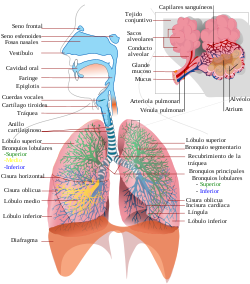 Capilares sanguíneos
Tejido
conjuntivo
Sacos
alveolares
Conducto
alveolar
Glande
mucoso
Mucus
Arteriola pulmonar
Vénula pulmonar
Alvéolo
Atrium
Seno frontal
Seno esfenoides
Fosas nasales
Vestíbulo
Cavidad oral
Faringe
Epiglotis
Cuerdas vocales
Cartílago tiroides
Tráquea
Anillo
cartilaginoso
Lóbulo superior
Bronquios lobulares
-Superior
-Inferior
Cisura horizontal
Cisura oblicua
Lóbulo medio
Lóbulo inferior
Diafragma
Lóbulo superior
Bronquio segmentario
Recubrimiento de la
tráquea
Bronquios principales
Bronquios lobulares
- Superior
- Inferior
Cisura oblicua
Incisura cardíaca
Língula
Lóbulo inferior